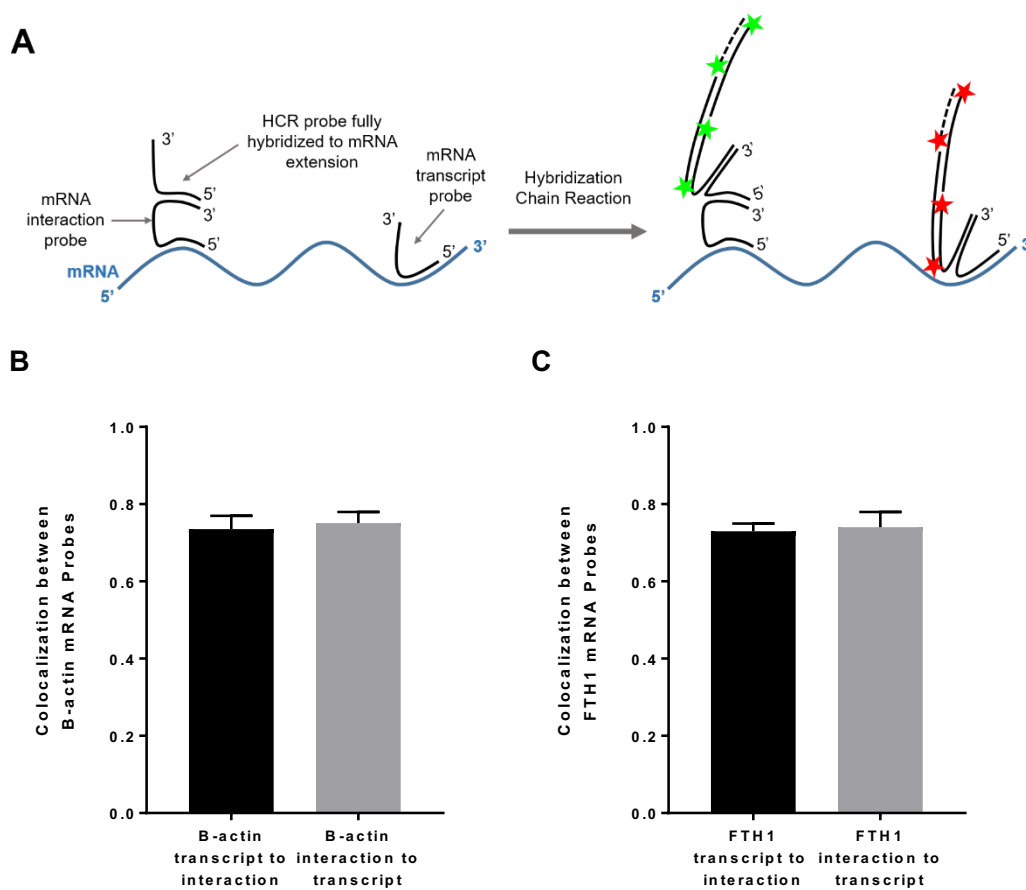 A
HCR probe fully
hybridized to mRNA
extension
3’
mRNA
interaction
probe
5’
3’
5’
mRNA
5’
mRNA
transcript
probe
3’
5’
3’
Hybridization
Chain Reaction
3’
5’
3’
5’
5’
3’
5’
3’
B
Colocalization between
B-actin mRNA Probes
1.0
0.8
0.6
0.4
0.2
0.0
B-actin
transcript to
interaction
B-actin
interaction to
transcript
C
Colocalization between
FTH1 mRNA Probes
1.0
0.8
0.6
0.4
0.2
0.0
FTH1
transcript to
interaction
FTH1
interaction to
transcript